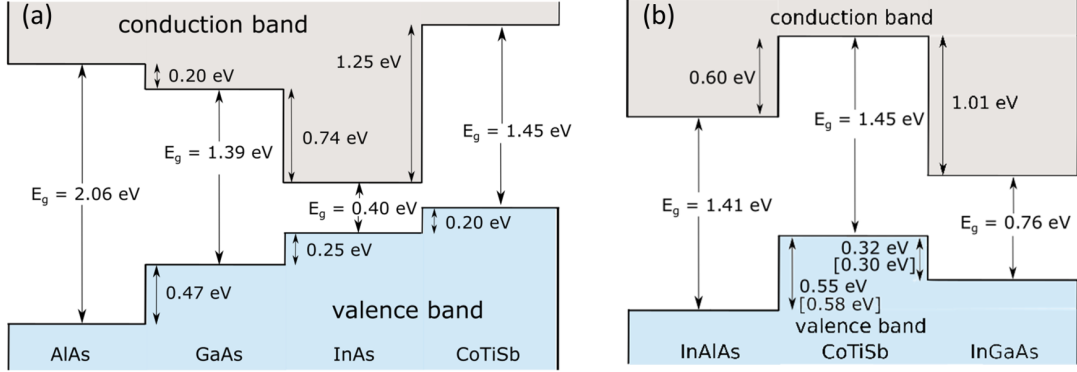 (a)
conduction band
0.20 eV
1.25 eV
0.74 eV
E_g = 1.39 eV
E_g = 1.45 eV
E_g = 2.06 eV
E_g = 0.40 eV
0.20 eV
0.25 eV
0.47 eV
valence band
AlAs GaAs InAs CoTiSb
(b)
conduction band
0.60 eV
1.01 eV
E_g = 1.45 eV
E_g = 1.41 eV
E_g = 0.76 eV
0.32 eV
[0.30 eV]
0.55 eV
[0.58 eV]
valence band
InAlAs CoTiSb InGaAs